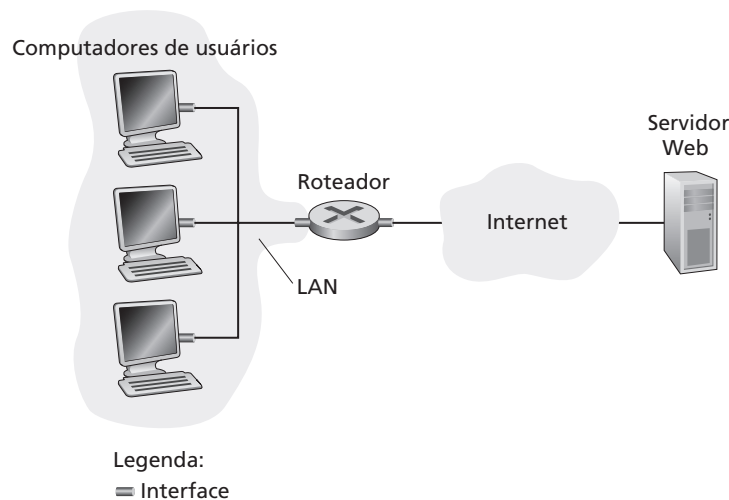 Computadores de usuários
Servidor
Web
Roteador
Internet
LAN
Legenda:
Interface